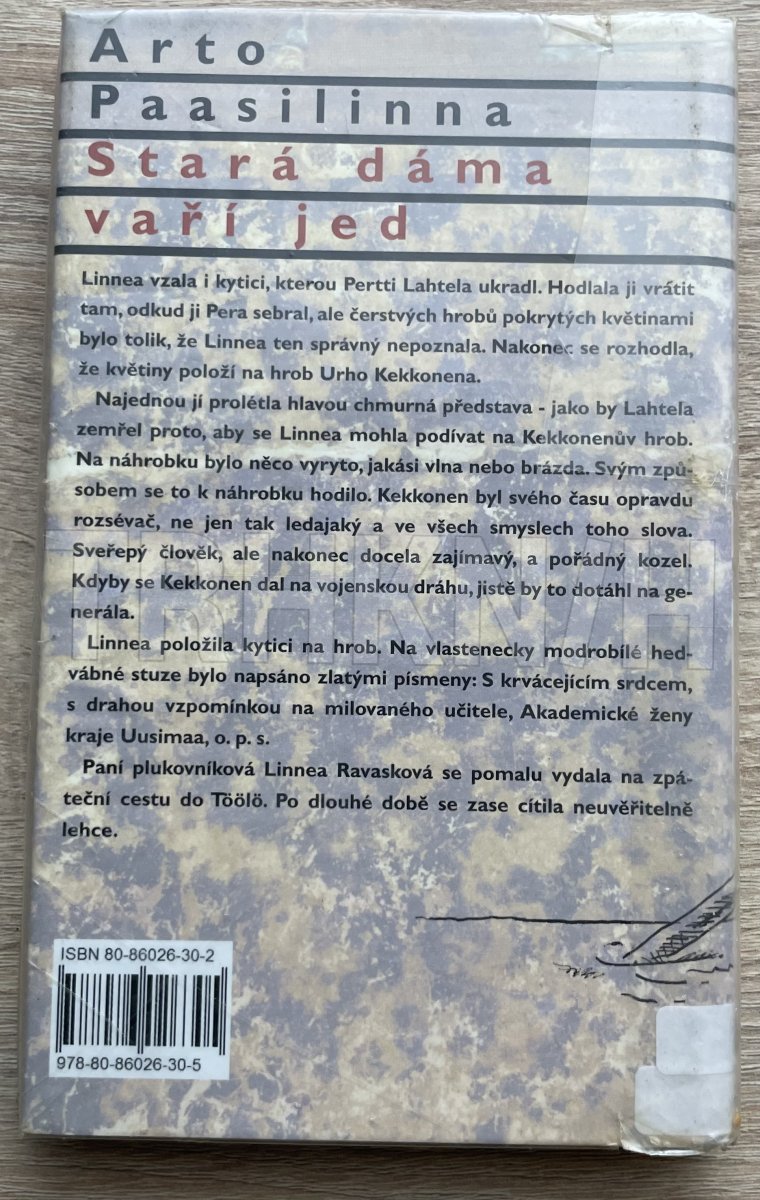 Arto
Paasilinna
Stará dáma
vaří jed
Linnea vzala i kytici, kterou Pertti Lahtela ukradl. Hodlala ji vrátit
tam, odkud ji Pera sebral, ale čerstvých hrobů pokrytých květinami
bylo tolik, že Linnea ten správný nepoznala. Nakonec se rozhodla,
že květiny položí na hrob Urho Kekkonena.
Najednou jí prolétla hlavou chmurná představa - jako by Lahtela
zemřel proto, aby se Linnea mohla podívat na Kekkonenův hrob.
Na náhrobku bylo něco vyryto, jakási vlna nebo brázda. Svým způ-
sobem se to k náhrobku hodilo. Kekkonen byl svého času opravdu
rozsévač, ne jen tak ledajaký a ve všech smyslech toho slova.
Sveřepý člověk, ale nakonec docela zajímavý, a pořádný kozel.
Kdyby se Kekkonen dal na vojenskou dráhu, jistě by to dotáhl na ge-
nerála.
Linnea položila kytici na hrob. Na vlastenecky modrobílé hed-
vábné stuze bylo napsáno zlatými písmeny: S krvácejícím srdcem,
s drahou vzpomínkou na milovaného učitele, Akademické ženy
kraje Uusimaa, o. p. s.
Paní plukovníková Linnea Ravasková se pomalu vydala na zpá-
teční cestu do Töölö. Po dlouhé době se zase cítila neuvěřitelně
lehce.
ISBN 80-86026-30-2
978-80-86026-30-5